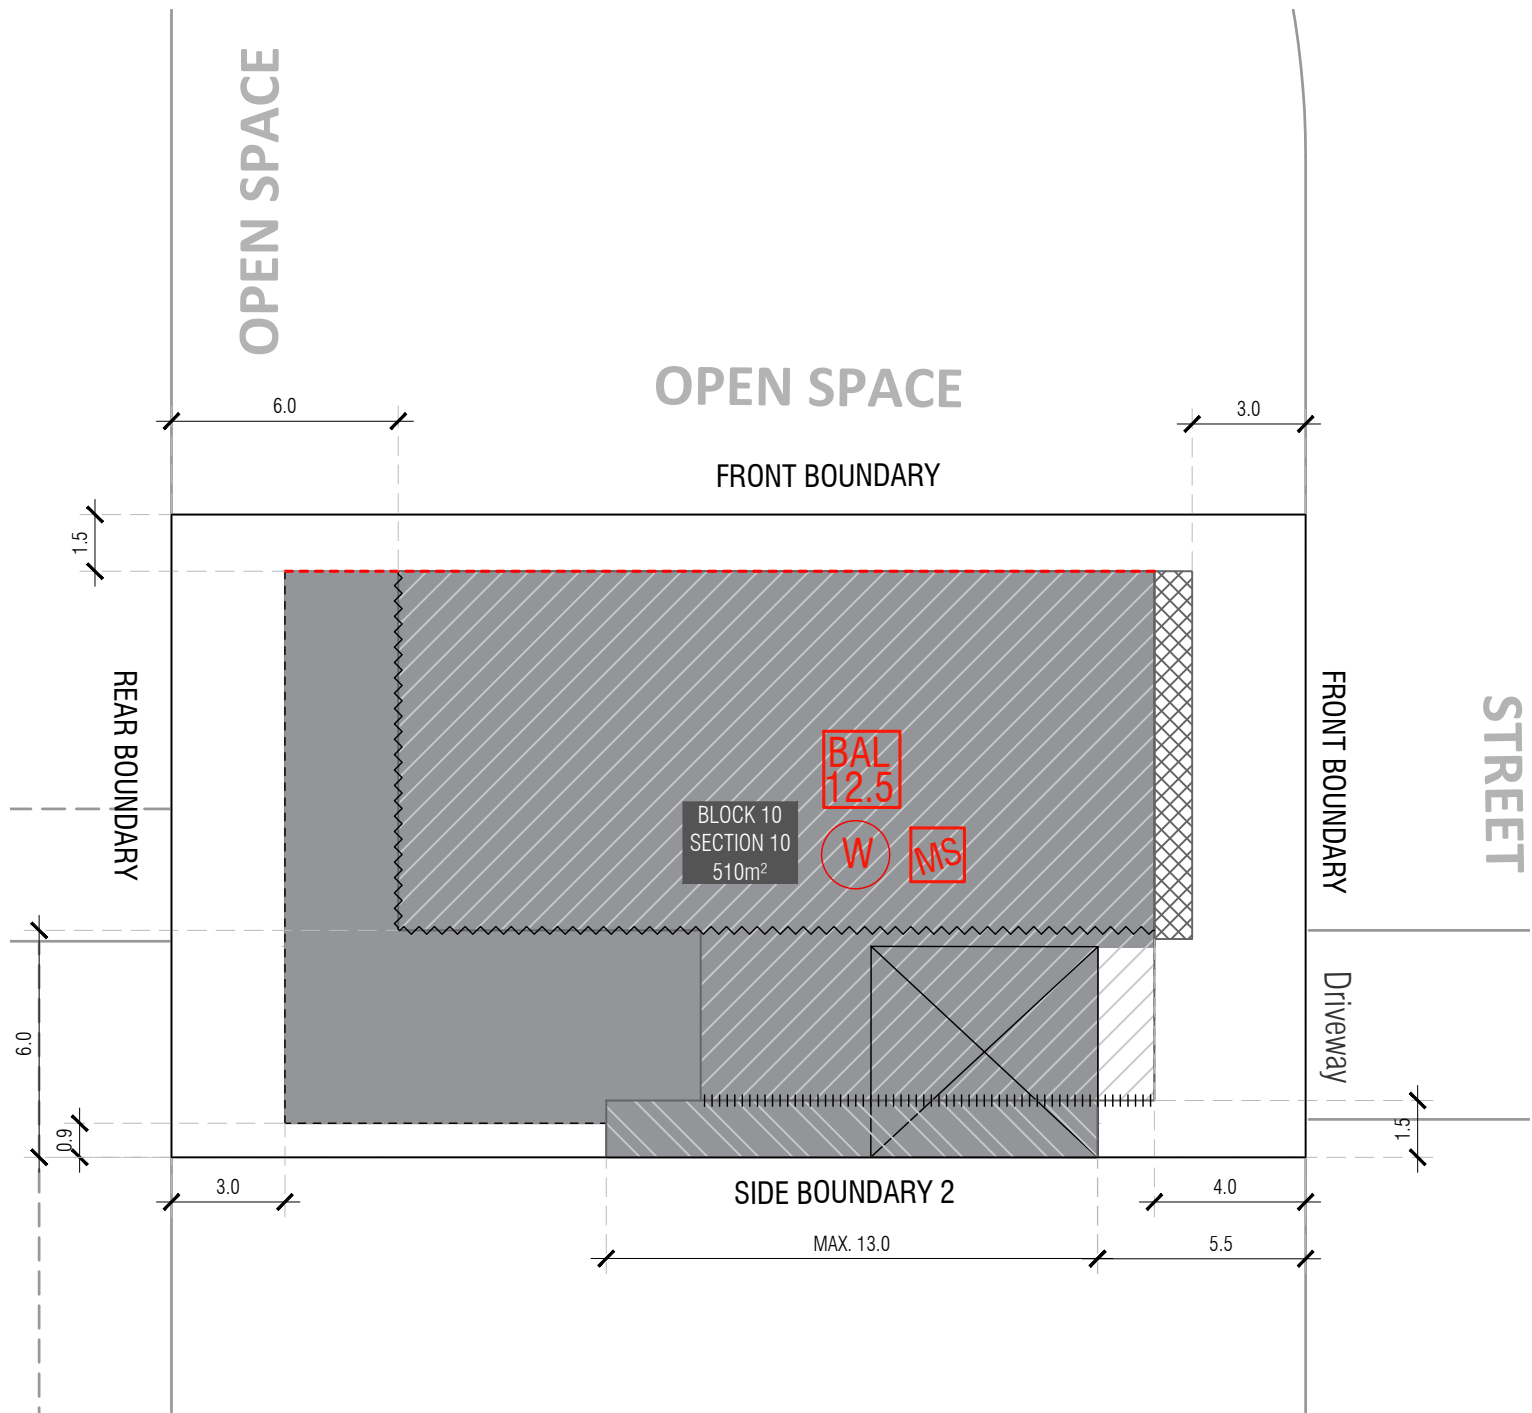 OPEN SPACE
OPEN SPACE
6.0
3.0
FRONT BOUNDARY
1.5
REAR BOUNDARY
FRONT BOUNDARY
STREET
BAL
12.5
BLOCK 10
SECTION 10
510m²
W
MS
Driveway
6.0
0.9
1.5
3.0
SIDE BOUNDARY 2
4.0
MAX. 13.0
5.5